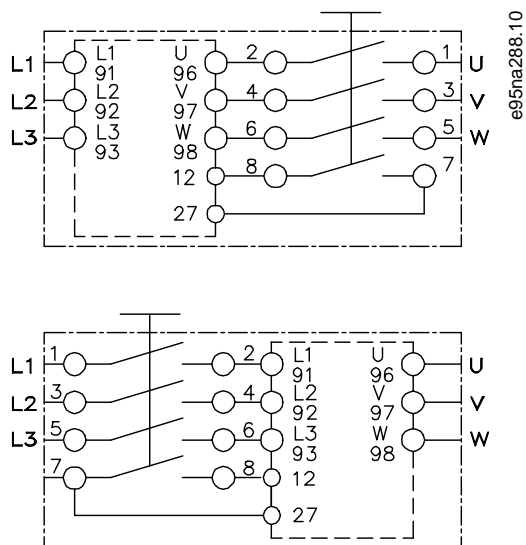 L1 L1 91 U 96 2 1 U
L2 L2 92 V 97 4 3 V
L3 L3 93 W 98 6 5 W
12 8 7
27
e95na288.10
L1 1 2 L1 91 U 96 U
L2 3 4 L2 92 V 97 V
L3 5 6 L3 93 W 98 W
7 8 12
27